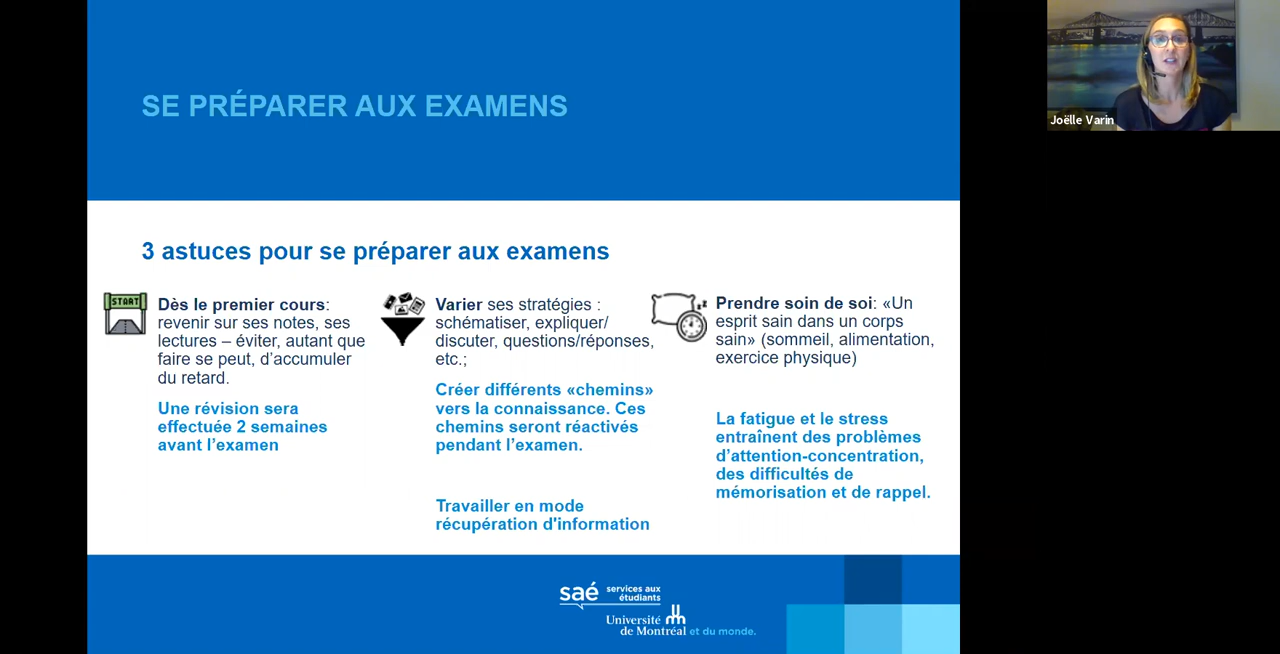 SE PRÉPARER AUX EXAMENS
Joëlle Varin
3 astuces pour se préparer aux examens
START
Dès le premier cours:
revenir sur ses notes, ses
lectures – éviter, autant que
faire se peut, d’accumuler
du retard.
Une révision sera
effectuée 2 semaines
avant l’examen
Varier ses stratégies :
schématiser, expliquer/
discuter, questions/réponses,
etc.;
Créer différents «chemins»
vers la connaissance. Ces
chemins seront réactivés
pendant l’examen.
Travailler en mode
récupération d'information
z z
Prendre soin de soi: «Un
esprit sain dans un corps
sain» (sommeil, alimentation,
exercice physique)
La fatigue et le stress
entraînent des problèmes
d’attention-concentration,
des difficultés de
mémorisation et de rappel.
saé services aux
étudiants
Université
de Montréal et du monde.